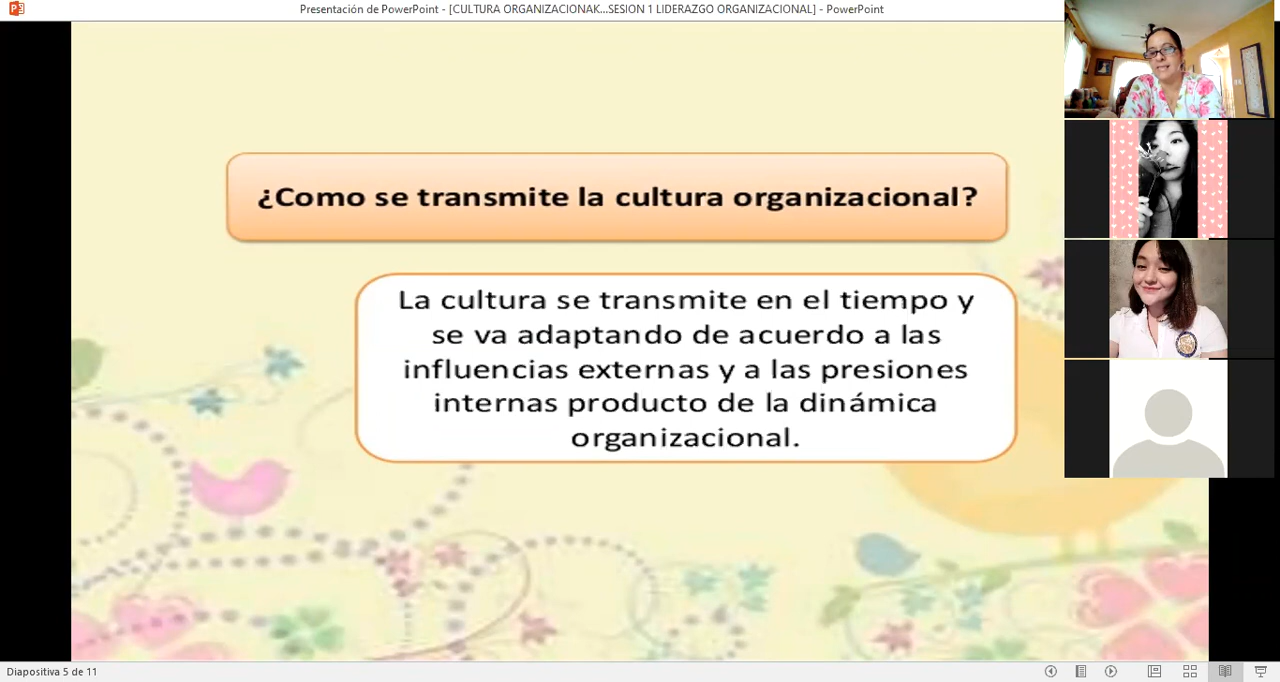 Presentación de PowerPoint - [CULTURA ORGANIZACIONAK...SESION 1 LIDERAZGO ORGANIZACIONAL] - PowerPoint
¿Como se transmite la cultura organizacional?
La cultura se transmite en el tiempo y
se va adaptando de acuerdo a las
influencias externas y a las presiones
internas producto de la dinámica
organizacional.
Diapositiva 5 de 11